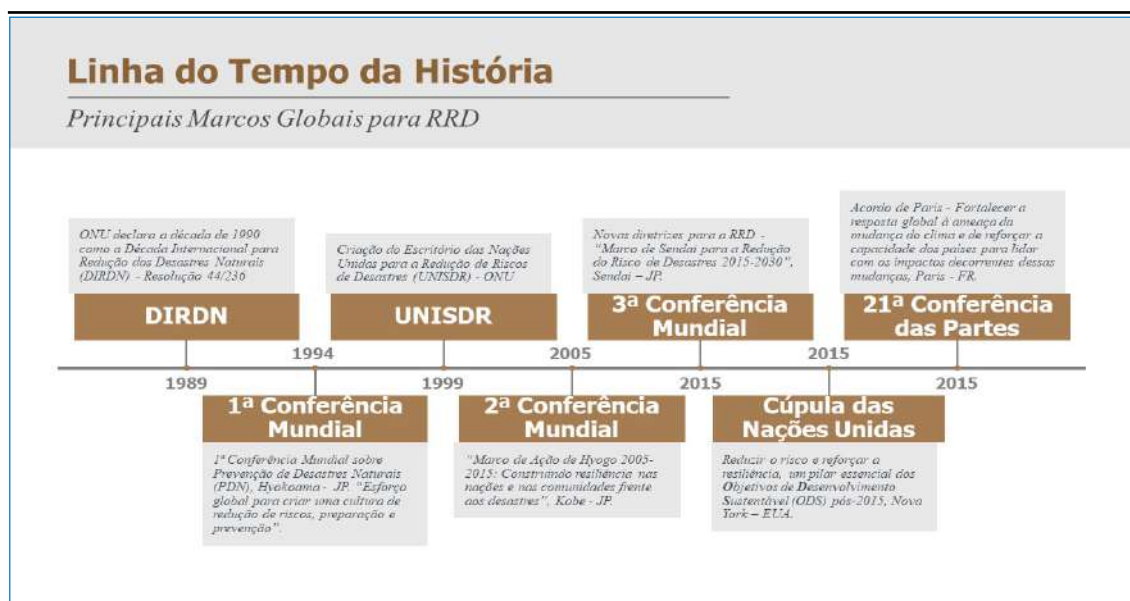 Linha do Tempo da História
Principais Marcos Globais para RRD
ONU declara a década de 1990
como a Década Internacional para
Redução dos Desastres Naturais
(DIRDN) - Resolução 44/236
DIRDN
1989
1994
1ª Conferência
Mundial
1ª Conferência Mundial sobre
Prevenção de Desastres Naturais
(PDN), Hyokoama - JP. “Esforço
global para criar uma cultura de
redução de riscos, preparação e
prevenção”.
Criação do Escritório das Nações
Unidas para a Redução de Riscos
de Desastres (UNISDR) - ONU
UNISDR
1999
2005
2ª Conferência
Mundial
“Marco de Ação de Hyogo 2005-
2015: Construindo resiliência nas
nações e nas comunidades frente
aos desastres”, Kobe - JP.
Novas diretrizes para a RRD -
“Marco de Sendai para a Redução
do Risco de Desastres 2015-2030”,
Sendai – JP.
3ª Conferência
Mundial
2015
2015
Cúpula das
Nações Unidas
Reduzir o risco e reforçar a
resiliência, um pilar essencial dos
Objetivos de Desenvolvimento
Sustentável (ODS) pós-2015, Nova
York – EUA.
Acordo de Paris - Fortalecer a
resposta global à ameaça da
mudança do clima e de reforçar a
capacidade dos países para lidar
com os impactos decorrentes dessas
mudanças, Paris - FR.
21ª Conferência
das Partes
2015